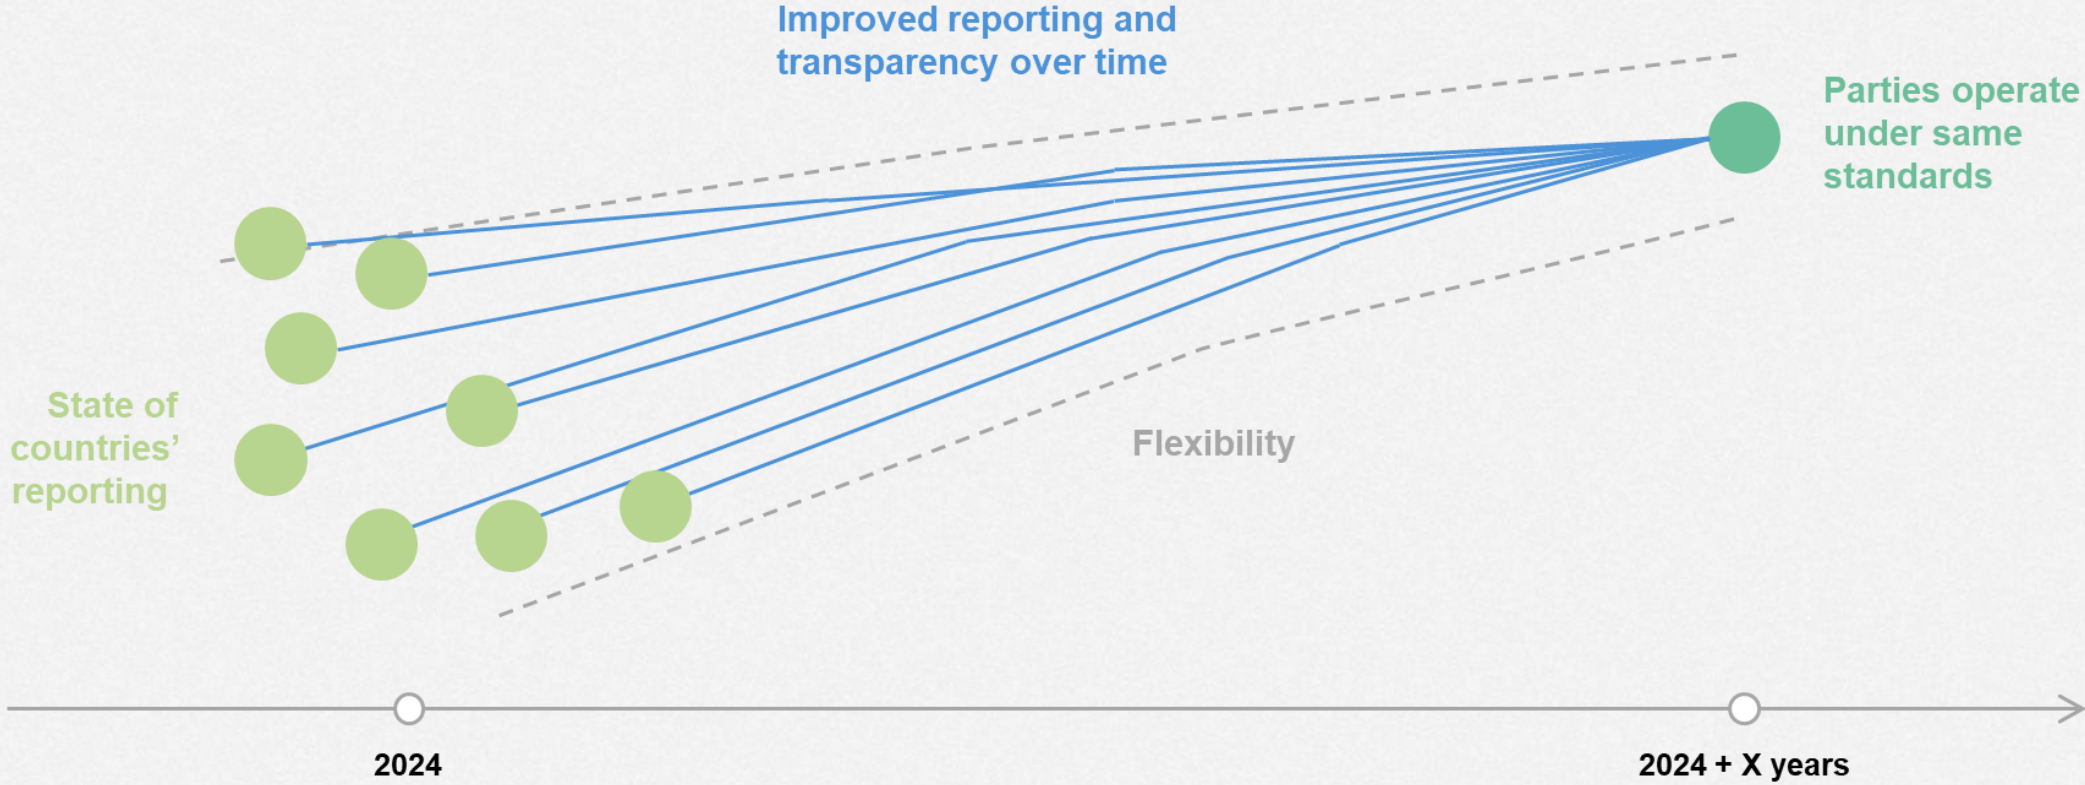 Improved reporting and
transparency over time
Parties operate
under same
standards
State of
countries’
reporting
Flexibility
2024
2024 + X years